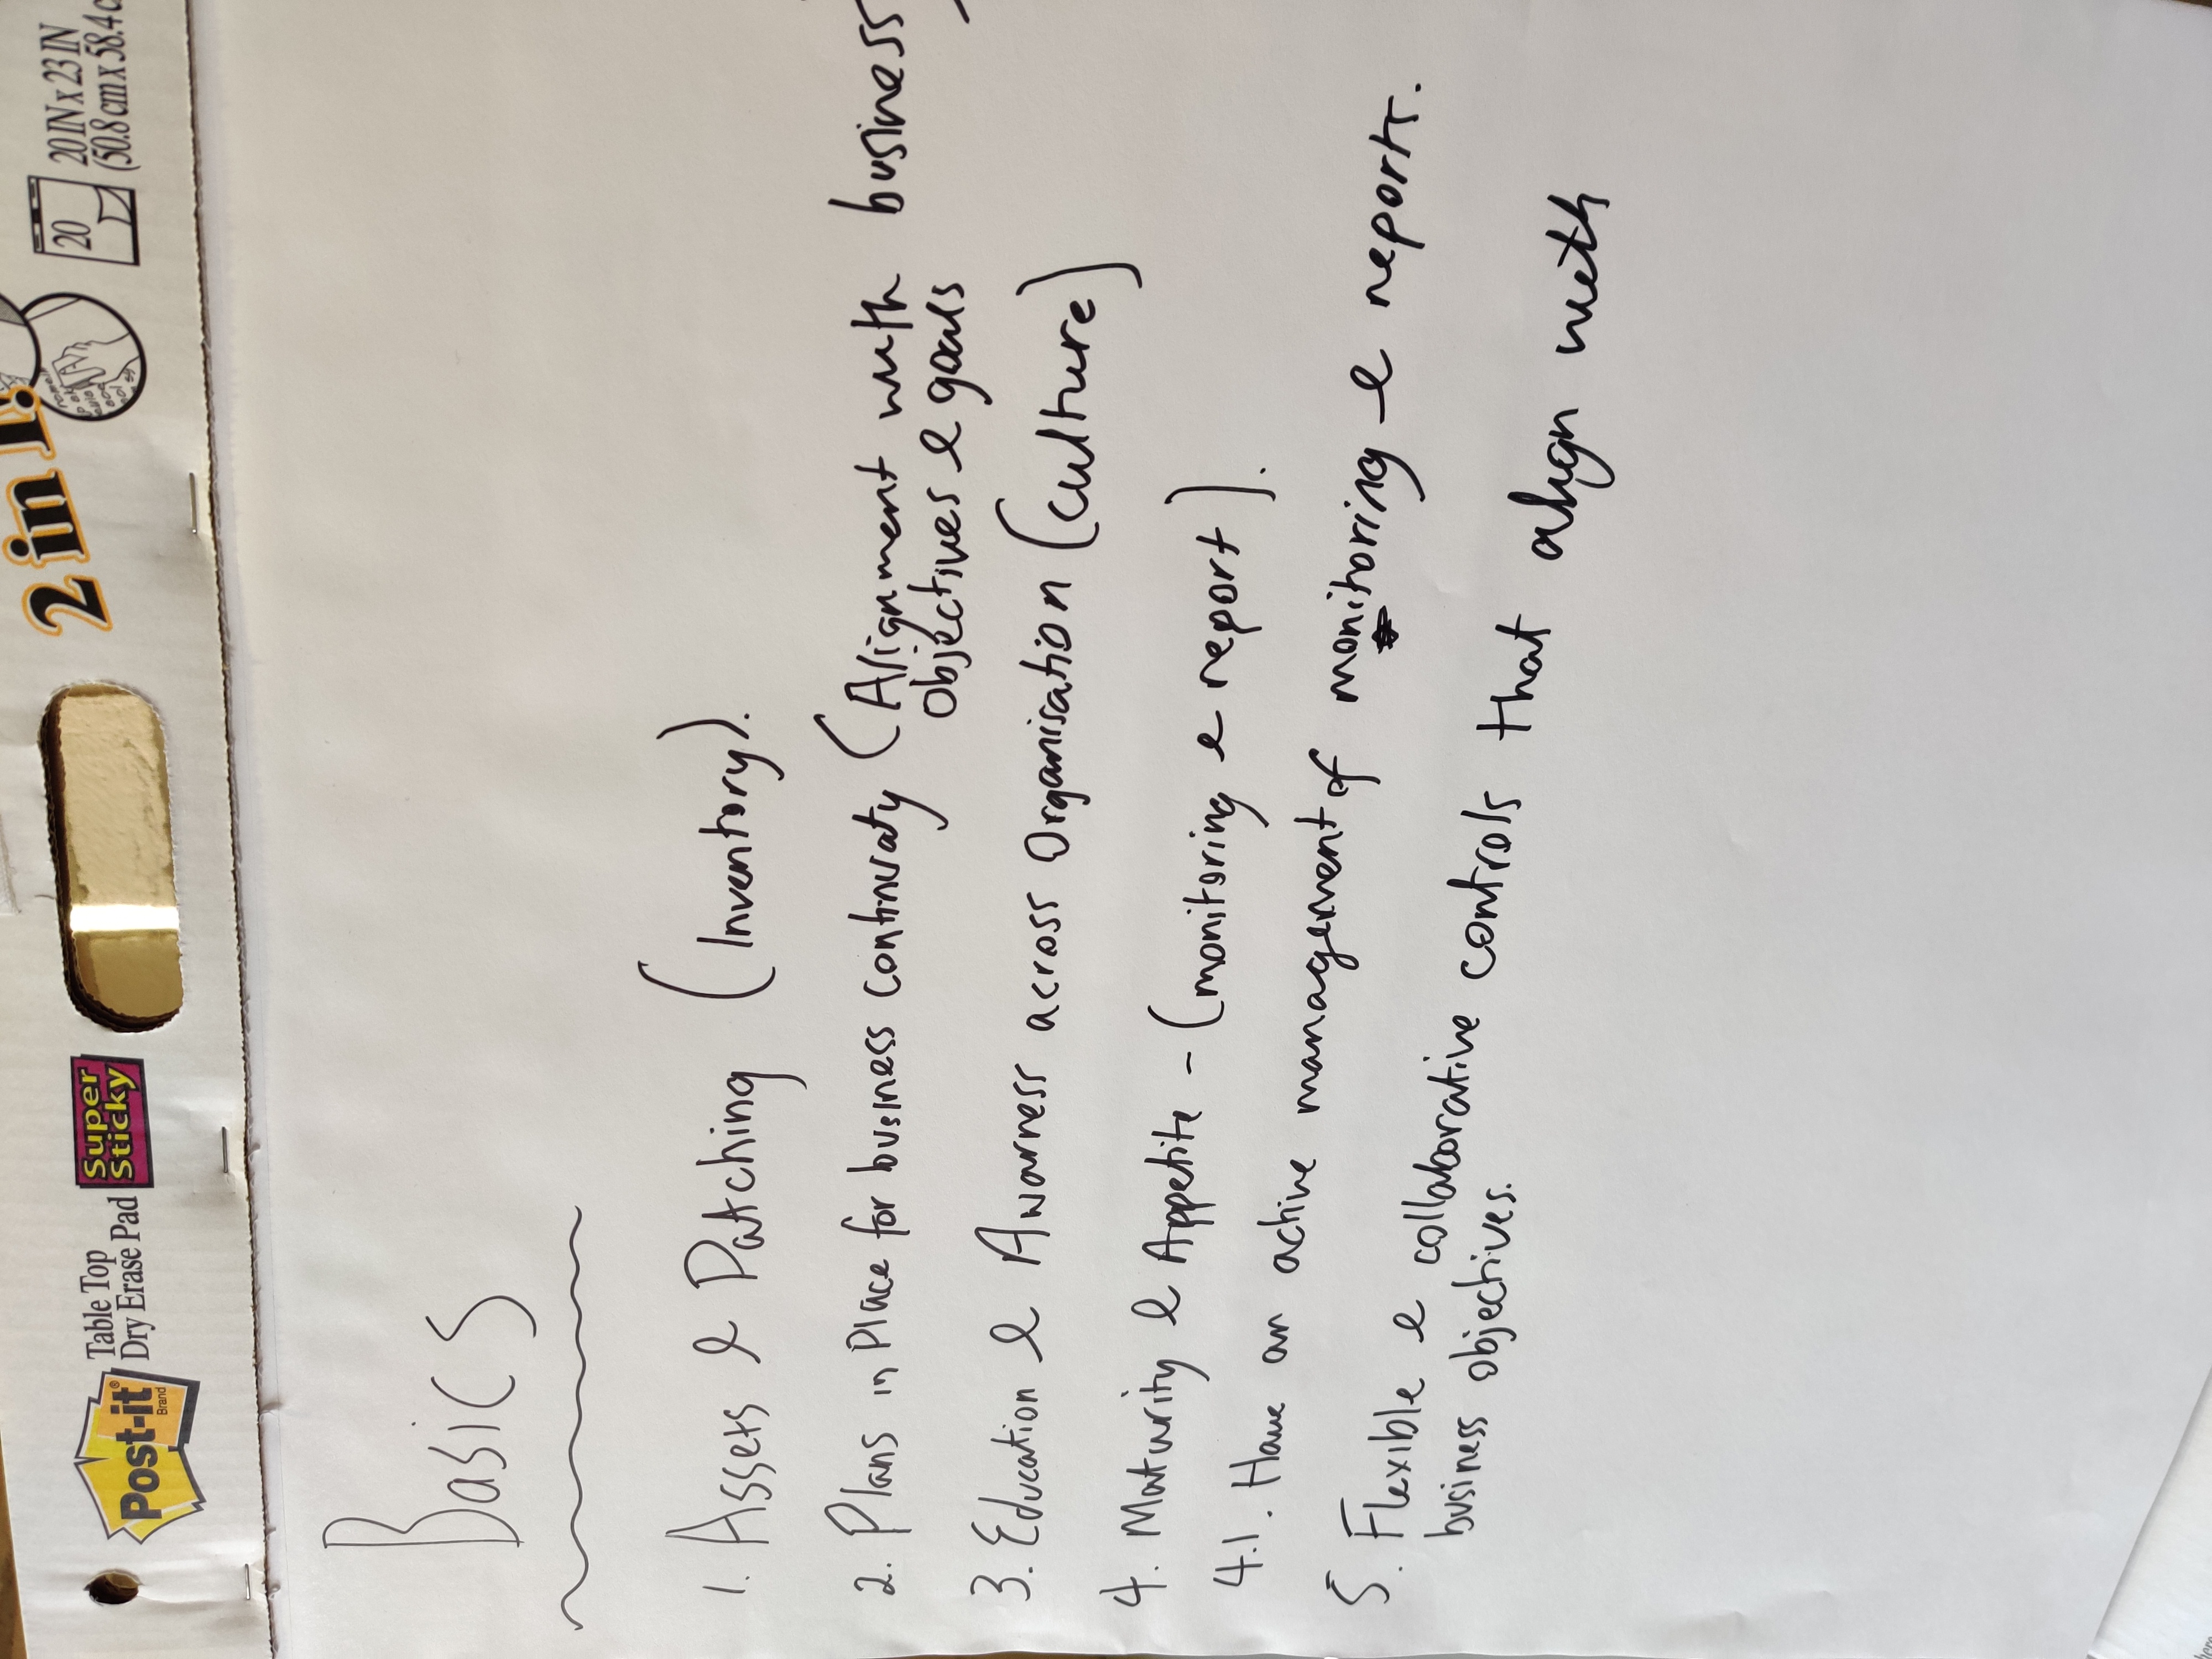 Post-it® Brand
Table Top
Dry Erase Pad
Super
Sticky
2 in 1!
20
20 IN x 23 IN
(50.8 cm x 58.4 c
Basics
1. Assets & Patching (Inventory).
2. Plans in Place for business continuaty (Alignment with business
objectives & goals
3. Education & Awarness across Organisation (culture)
4. Maturity & Appetite - (monitoring & report).
4.1. Have an active management of monitoring & reports.
5. Flexible & collaborative controls that align with
business objectives.